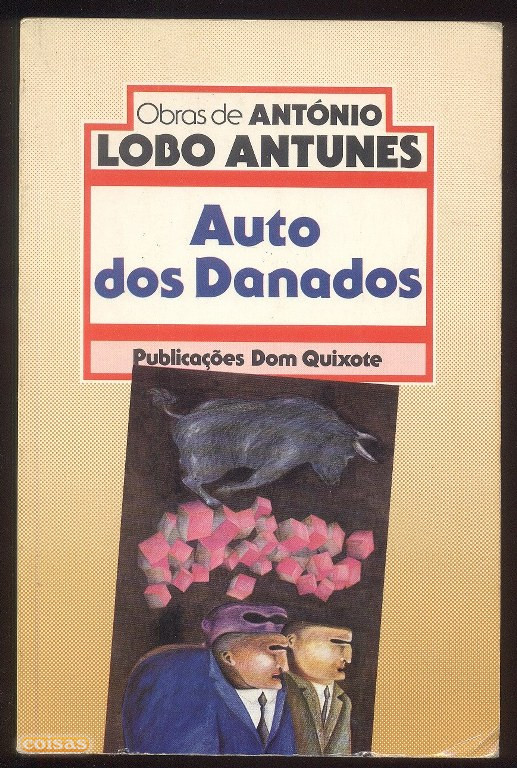 Obras de ANTÓNIO
LOBO ANTUNES
Auto
dos Danados
Publicações Dom Quixote
coisas